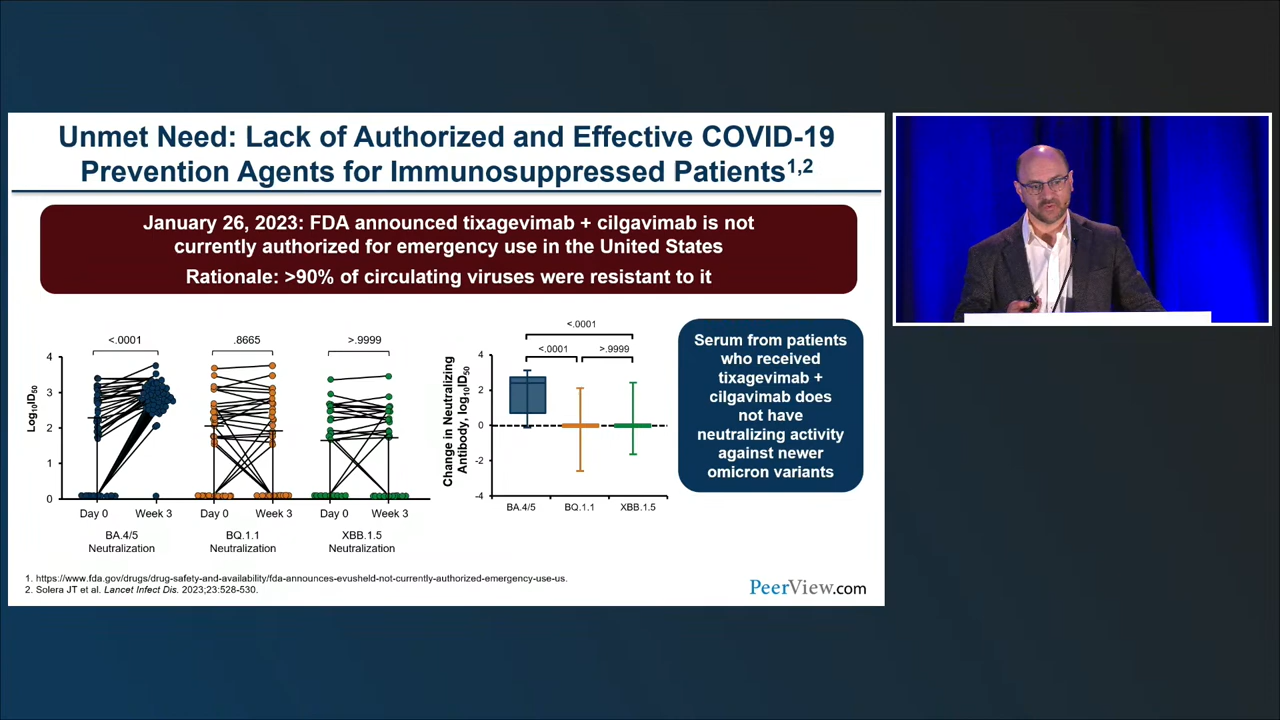 Unmet Need: Lack of Authorized and Effective COVID-19
Prevention Agents for Immunosuppressed Patients1,2
January 26, 2023: FDA announced tixagevimab + cilgavimab is not
currently authorized for emergency use in the United States
Rationale: >90% of circulating viruses were resistant to it
<.0001
.8665
>.9999
Log10ID50
4
3
2
1
0
Day 0
Week 3
Day 0
Week 3
Day 0
Week 3
BA.4/5
Neutralization
BQ.1.1
Neutralization
XBB.1.5
Neutralization
<.0001
<.0001
>.9999
Change in Neutralizing
Antibody, log10ID50
4
2
0
-2
-4
BA.4/5
BQ.1.1
XBB.1.5
Serum from patients
who received
tixagevimab +
cilgavimab does
not have
neutralizing activity
against newer
omicron variants
1. https://www.fda.gov/drugs/drug-safety-and-availability/fda-announces-evusheld-not-currently-authorized-emergency-use-us.
2. Solera JT et al. Lancet Infect Dis. 2023;23:528-530.
PeerView.com